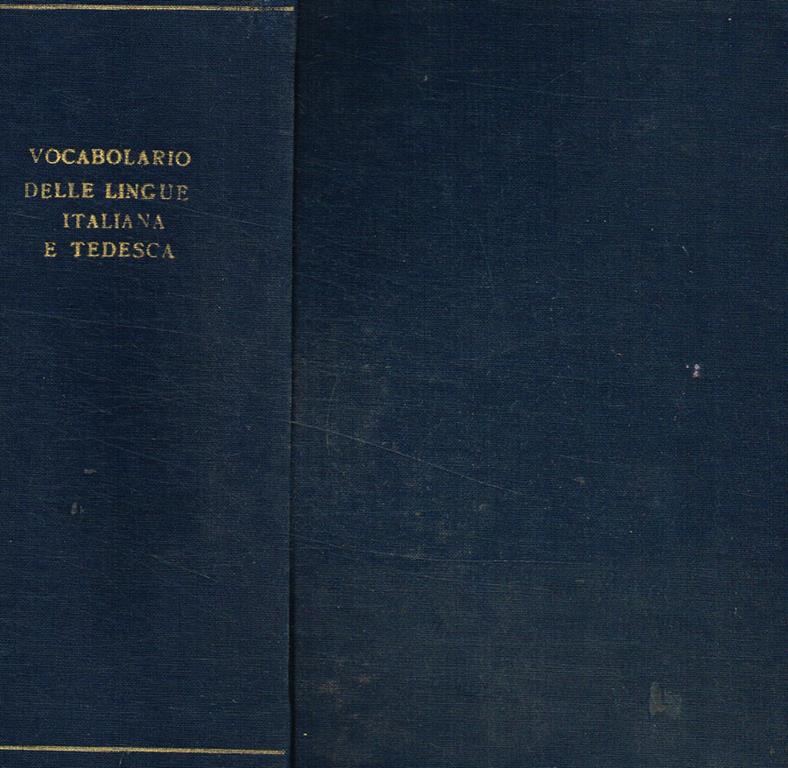 VOCABOLARIO
DELLE LINGUE
ITALIANA
E TEDESCA